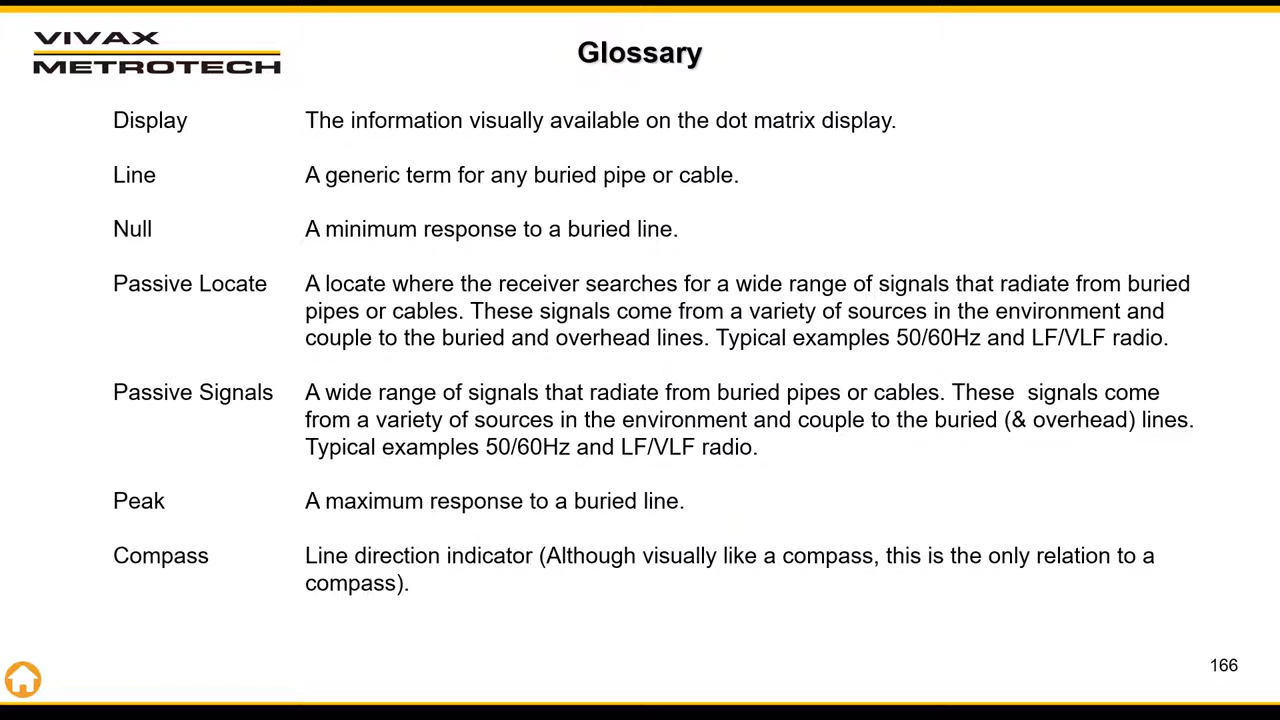 VIVAX
METROTECH
Glossary
Display The information visually available on the dot matrix display.
Line A generic term for any buried pipe or cable.
Null A minimum response to a buried line.
Passive Locate A locate where the receiver searches for a wide range of signals that radiate from buried
pipes or cables. These signals come from a variety of sources in the environment and
couple to the buried and overhead lines. Typical examples 50/60Hz and LF/VLF radio.
Passive Signals A wide range of signals that radiate from buried pipes or cables. These  signals come
from a variety of sources in the environment and couple to the buried (& overhead) lines.
Typical examples 50/60Hz and LF/VLF radio.
Peak A maximum response to a buried line.
Compass Line direction indicator (Although visually like a compass, this is the only relation to a
compass).
166